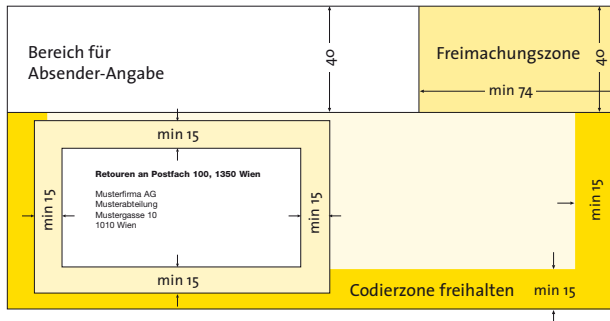 Bereich für
Absender-Angabe
40
Freimachungszone
40
min 74
min 15
min 15
Retouren an Postfach 100, 1350 Wien
Musterfirma AG
Musterabteilung
Mustergasse 10
1010 Wien
min 15
min 15
min 15
Codierzone freihalten
min 15